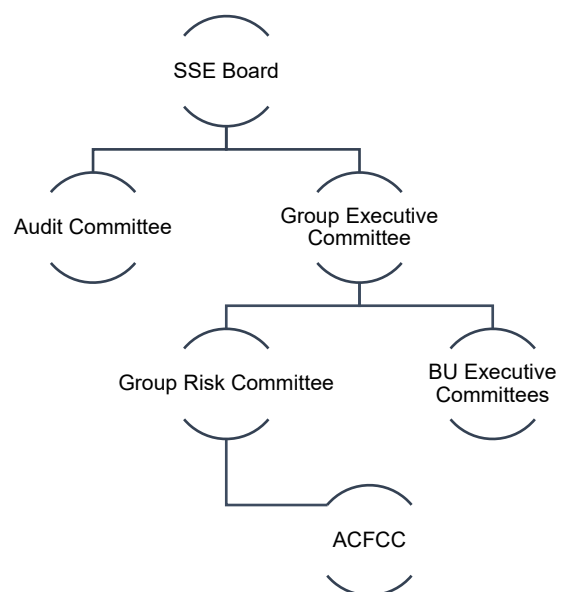 SSE Board
Audit Committee
Group Executive
Committee
Group Risk Committee
BU Executive
Committees
ACFCC